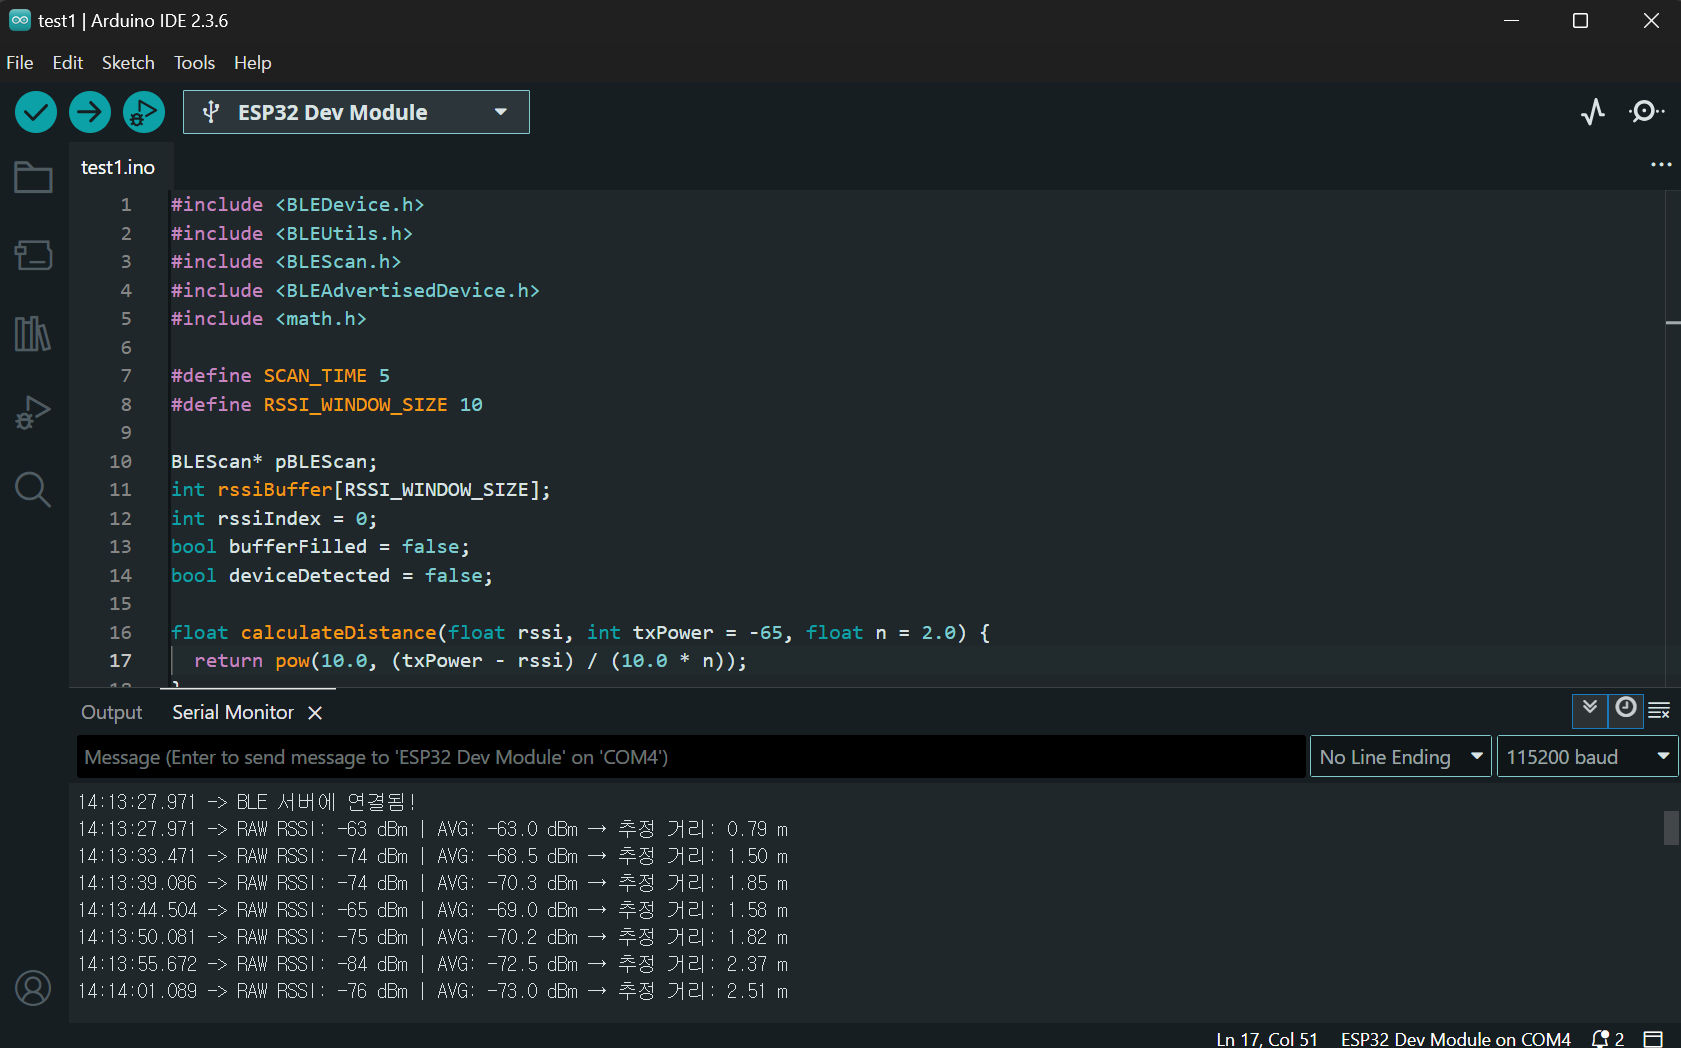 test1 | Arduino IDE 2.3.6
File Edit Sketch Tools Help
ESP32 Dev Module
test1.ino
1 #include <BLEDevice.h>
2 #include <BLEUtils.h>
3 #include <BLEScan.h>
4 #include <BLEAdvertisedDevice.h>
5 #include <math.h>
6
7 #define SCAN_TIME 5
8 #define RSSI_WINDOW_SIZE 10
9
10 BLEScan* pBLEScan;
11 int rssiBuffer[RSSI_WINDOW_SIZE];
12 int rssiIndex = 0;
13 bool bufferFilled = false;
14 bool deviceDetected = false;
15
16 float calculateDistance(float rssi, int txPower = -65, float n = 2.0) {
17 return pow(10.0, (txPower - rssi) / (10.0 * n));
18 }
Output Serial Monitor
Message (Enter to send message to 'ESP32 Dev Module' on 'COM4') No Line Ending 115200 baud
14:13:27.971 -> BLE 서버에 연결됨!
14:13:27.971 -> RAW RSSI: -63 dBm | AVG: -63.0 dBm → 추정 거리: 0.79 m
14:13:33.471 -> RAW RSSI: -74 dBm | AVG: -68.5 dBm → 추정 거리: 1.50 m
14:13:39.086 -> RAW RSSI: -74 dBm | AVG: -70.3 dBm → 추정 거리: 1.85 m
14:13:44.504 -> RAW RSSI: -65 dBm | AVG: -69.0 dBm → 추정 거리: 1.58 m
14:13:50.081 -> RAW RSSI: -75 dBm | AVG: -70.2 dBm → 추정 거리: 1.82 m
14:13:55.672 -> RAW RSSI: -84 dBm | AVG: -72.5 dBm → 추정 거리: 2.37 m
14:14:01.089 -> RAW RSSI: -76 dBm | AVG: -73.0 dBm → 추정 거리: 2.51 m
Ln 17, Col 51 ESP32 Dev Module on COM4 2